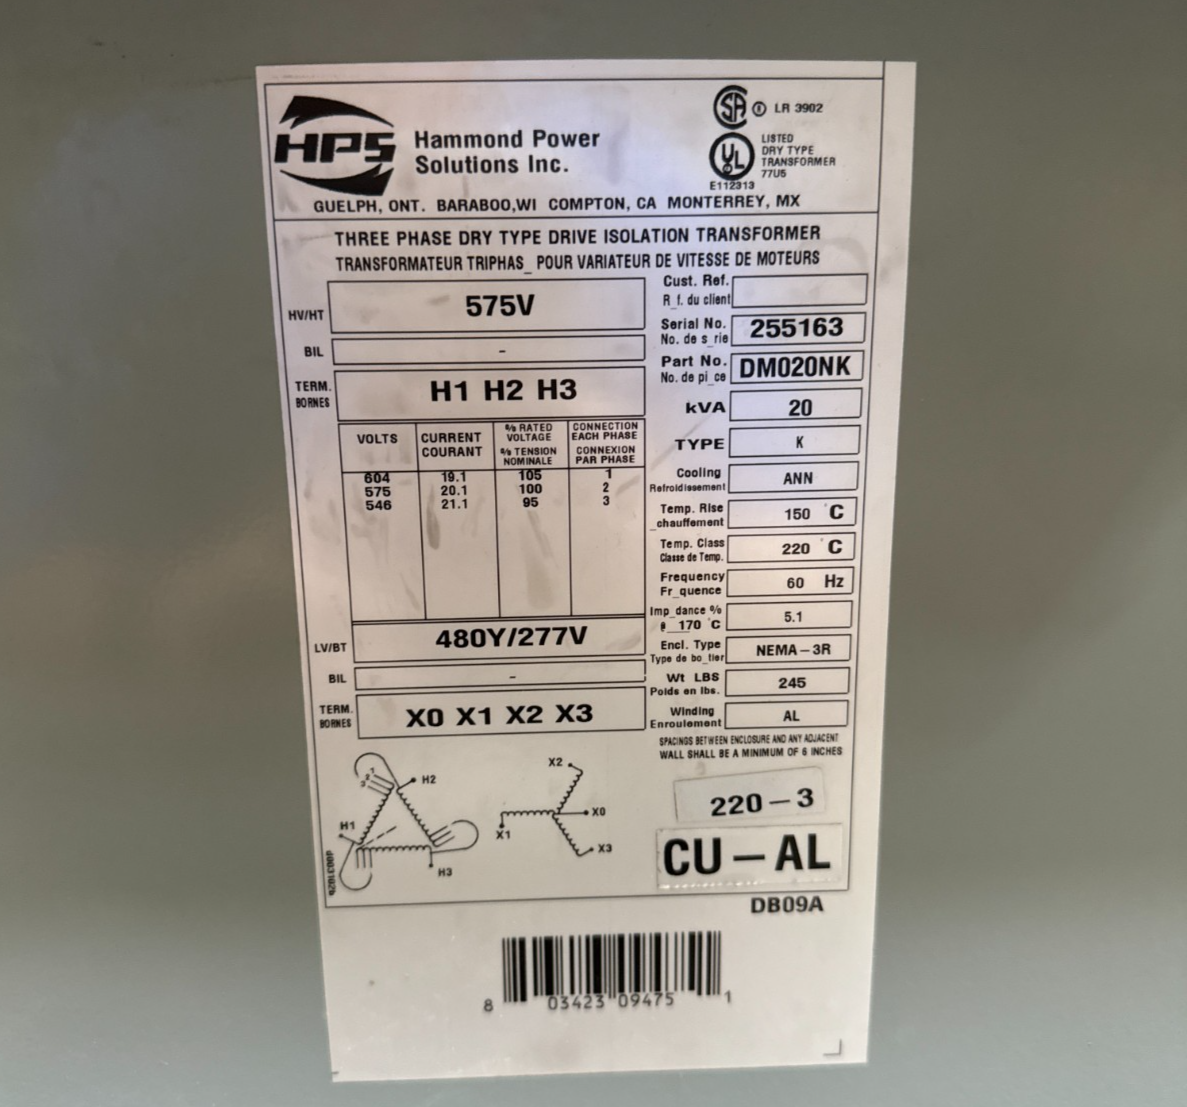 HPS
Hammond Power
Solutions Inc.
SA ® LR 3902
UL
LISTED
DRY TYPE
TRANSFORMER
77U5
E112313
GUELPH, ONT. BARABOO,WI COMPTON, CA MONTERREY, MX
THREE PHASE DRY TYPE DRIVE ISOLATION TRANSFORMER
TRANSFORMATEUR TRIPHAS_ POUR VARIATEUR DE VITESSE DE MOTEURS
HV/HT 575V
BIL -
TERM.
BORNES
H1 H2 H3
VOLTS
CURRENT
COURANT
% RATED
VOLTAGE
% TENSION
NOMINALE
CONNECTION
EACH PHASE
CONNEXION
PAR PHASE
604 19.1 105 1
575 20.1 100 2
546 21.1 95 3
LV/BT 480Y/277V
BIL -
TERM.
BORNES
X0 X1 X2 X3
H1
H2
H3
1
2
3
X2
X0
X1
X3
Cust. Ref.
R_f. du client
Serial No.
No. de s_rie
255163
Part No.
No. de pi_ce
DM020NK
kVA 20
TYPE K
Cooling
Refroidissement
ANN
Temp. Rise
_chauffement
150 °C
Temp. Class
Classe de Temp.
220 °C
Frequency
Fr_quence
60 Hz
Imp_dance %
@ 170 °C
5.1
Encl. Type
Type de bo_tier
NEMA-3R
Wt LBS
Poids en lbs.
245
Winding
Enroulement
AL
SPACINGS BETWEEN ENCLOSURE AND ANY ADJACENT
WALL SHALL BE A MINIMUM OF 6 INCHES
220-3
CU-AL
DB09A
8 03423 09475 1